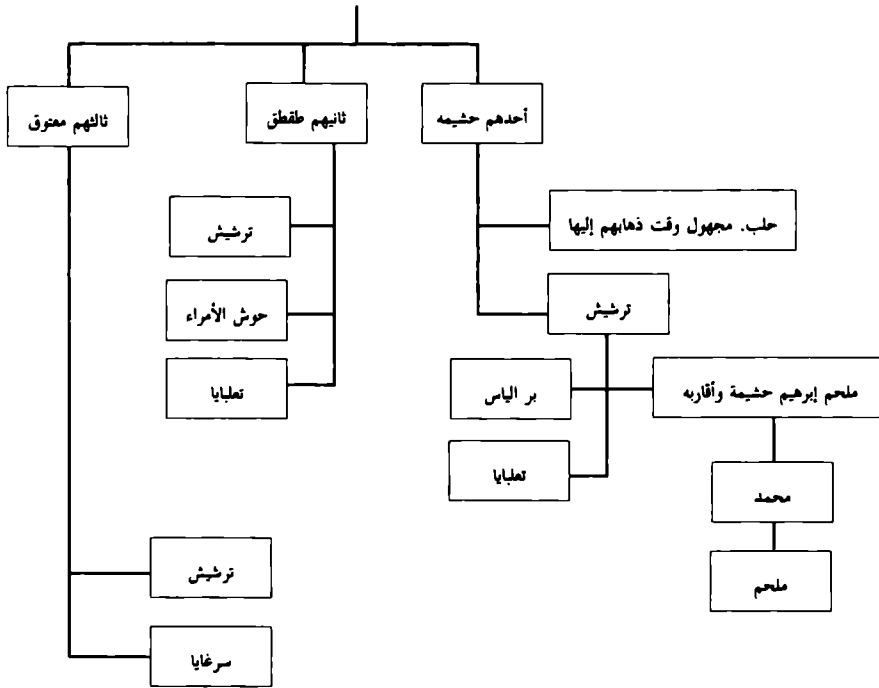 أحدهم حشيمه
ثانيهم طقطق
ثالثهم معتوق
حلب. مجهول وقت ذهابهم إليها
ترشيش
ترشيش
حوش الأمراء
ملحم إبرهيم حشيمة وأقاربه
بر الياس
تعلبايا
تعلبايا
محمد
ملحم
ترشيش
سرغايا